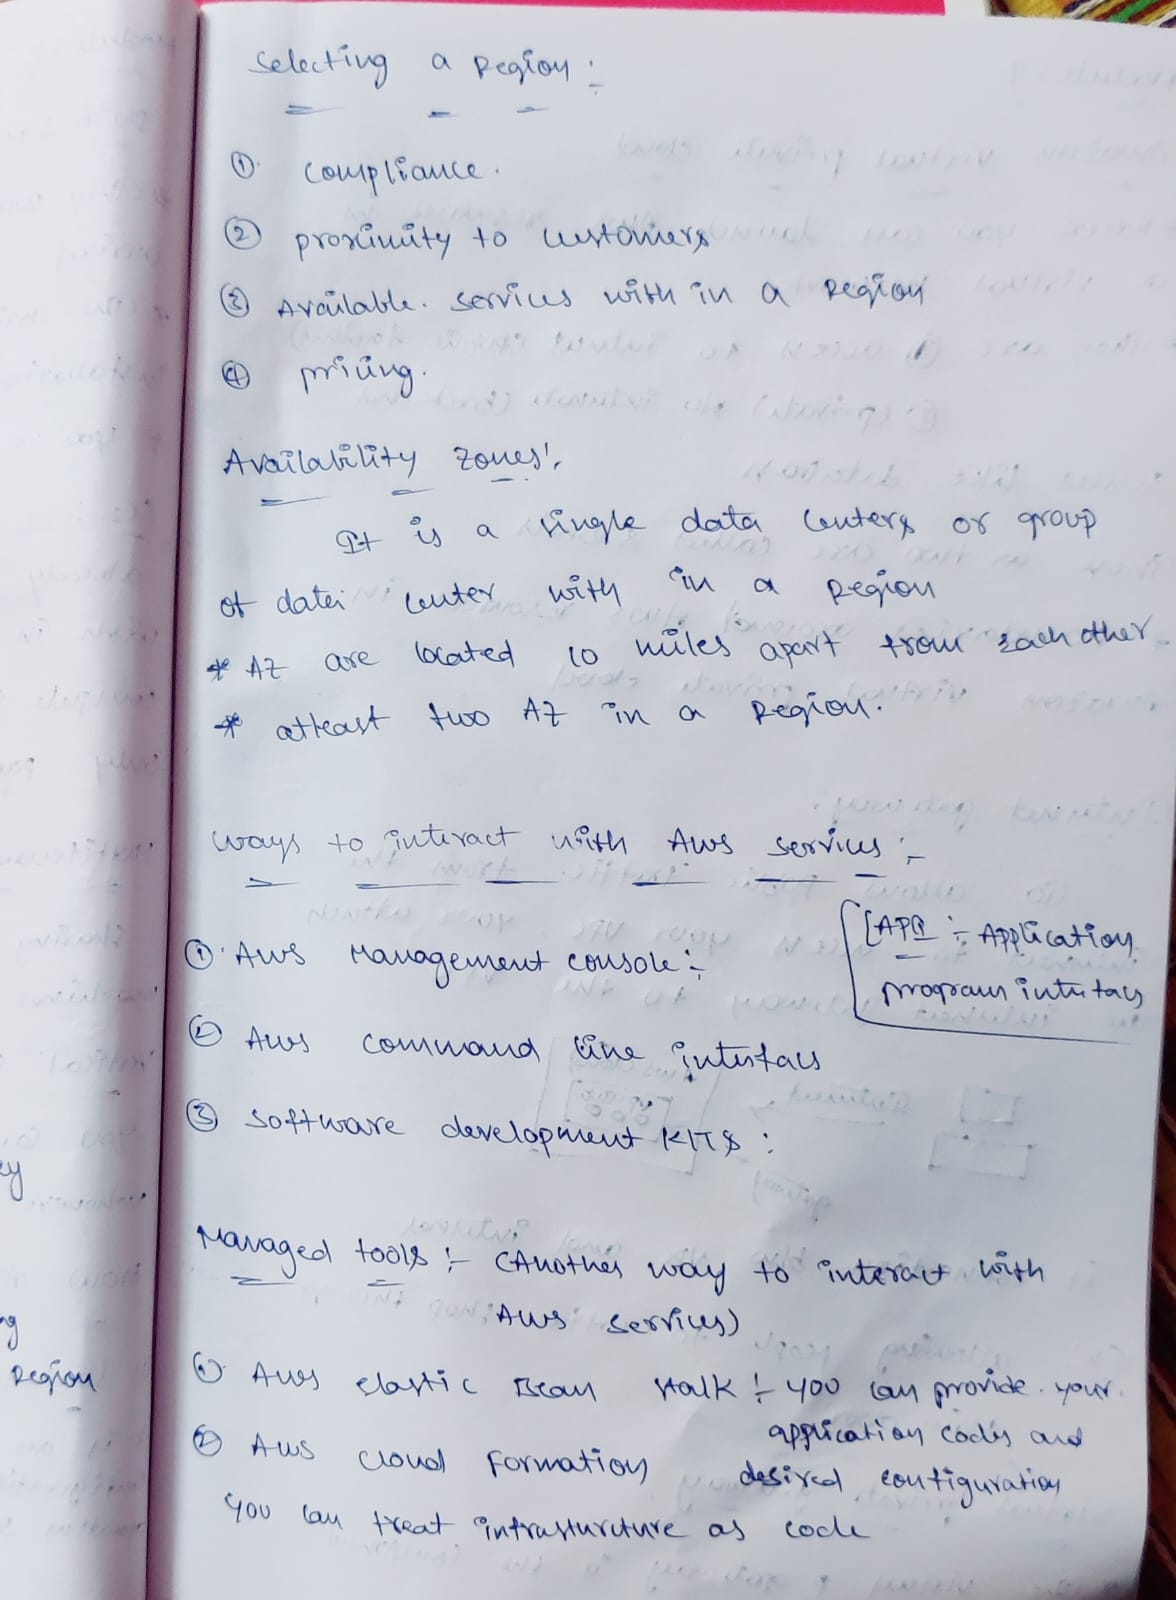 Selecting a Region :-
① compliance.
② proximity to customers
③ Available. services with in a Region
④ pricing.
Availability Zones:-
It is a single data centers or group
of data center with in a Region
* AZ are located 10 miles apart from each other
* atleast two AZ in a Region.
ways to interact with Aws services :-
[API :- Application
program interfacs
① Aws Management console :-
② Aws command line interfacs
③ software development KITS :
Managed tools :- (Another way to interact with
Aws services)
① Aws elastic Bean stalk :- you can provide your
application codes and
desired configuration
② Aws cloud Formation
you can treat infrasturcture as code
Region